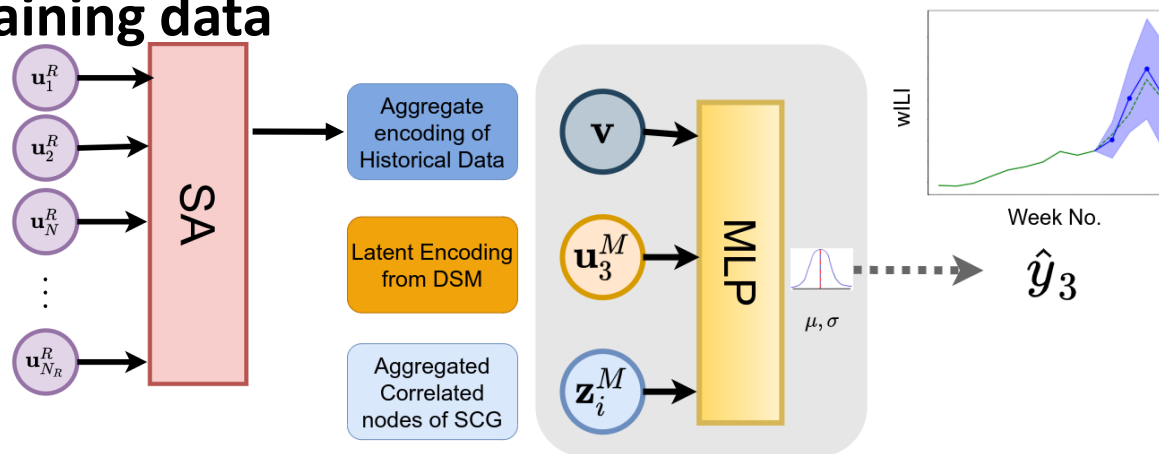 aining data
u_1^R
u_2^R
u_N^R
⋮
u_{N_R}^R
SA
Aggregate
encoding of
Historical Data
Latent Encoding
from DSM
Aggregated
Correlated
nodes of SCG
v
u_3^M
z_i^M
MLP
μ, σ
wILI
Week No.
ŷ_3